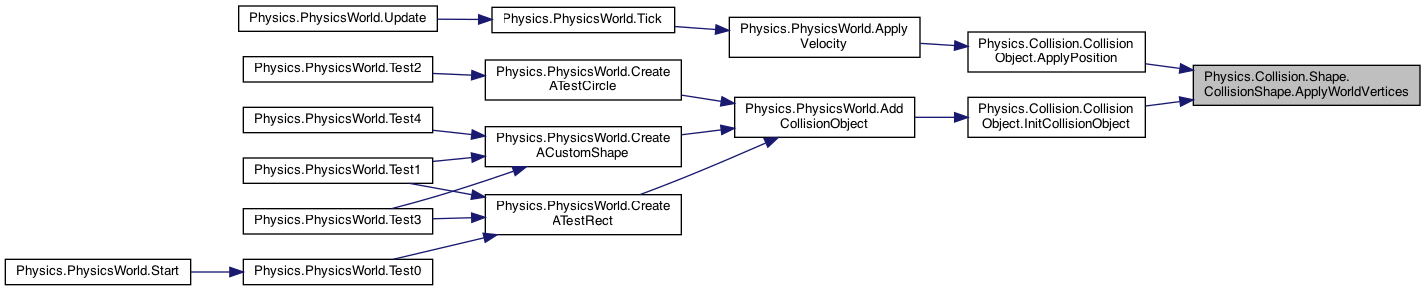 Physics.PhysicsWorld.Update
Physics.PhysicsWorld.Tick
Physics.PhysicsWorld.Apply
Velocity
Physics.Collision.Collision
Object.ApplyPosition
Physics.Collision.Shape.
CollisionShape.ApplyWorldVertices
Physics.PhysicsWorld.Test2
Physics.PhysicsWorld.Create
ATestCircle
Physics.PhysicsWorld.Add
CollisionObject
Physics.Collision.Collision
Object.InitCollisionObject
Physics.PhysicsWorld.Test4
Physics.PhysicsWorld.Create
ACustomShape
Physics.PhysicsWorld.Test1
Physics.PhysicsWorld.Test3
Physics.PhysicsWorld.Create
ATestRect
Physics.PhysicsWorld.Start
Physics.PhysicsWorld.Test0